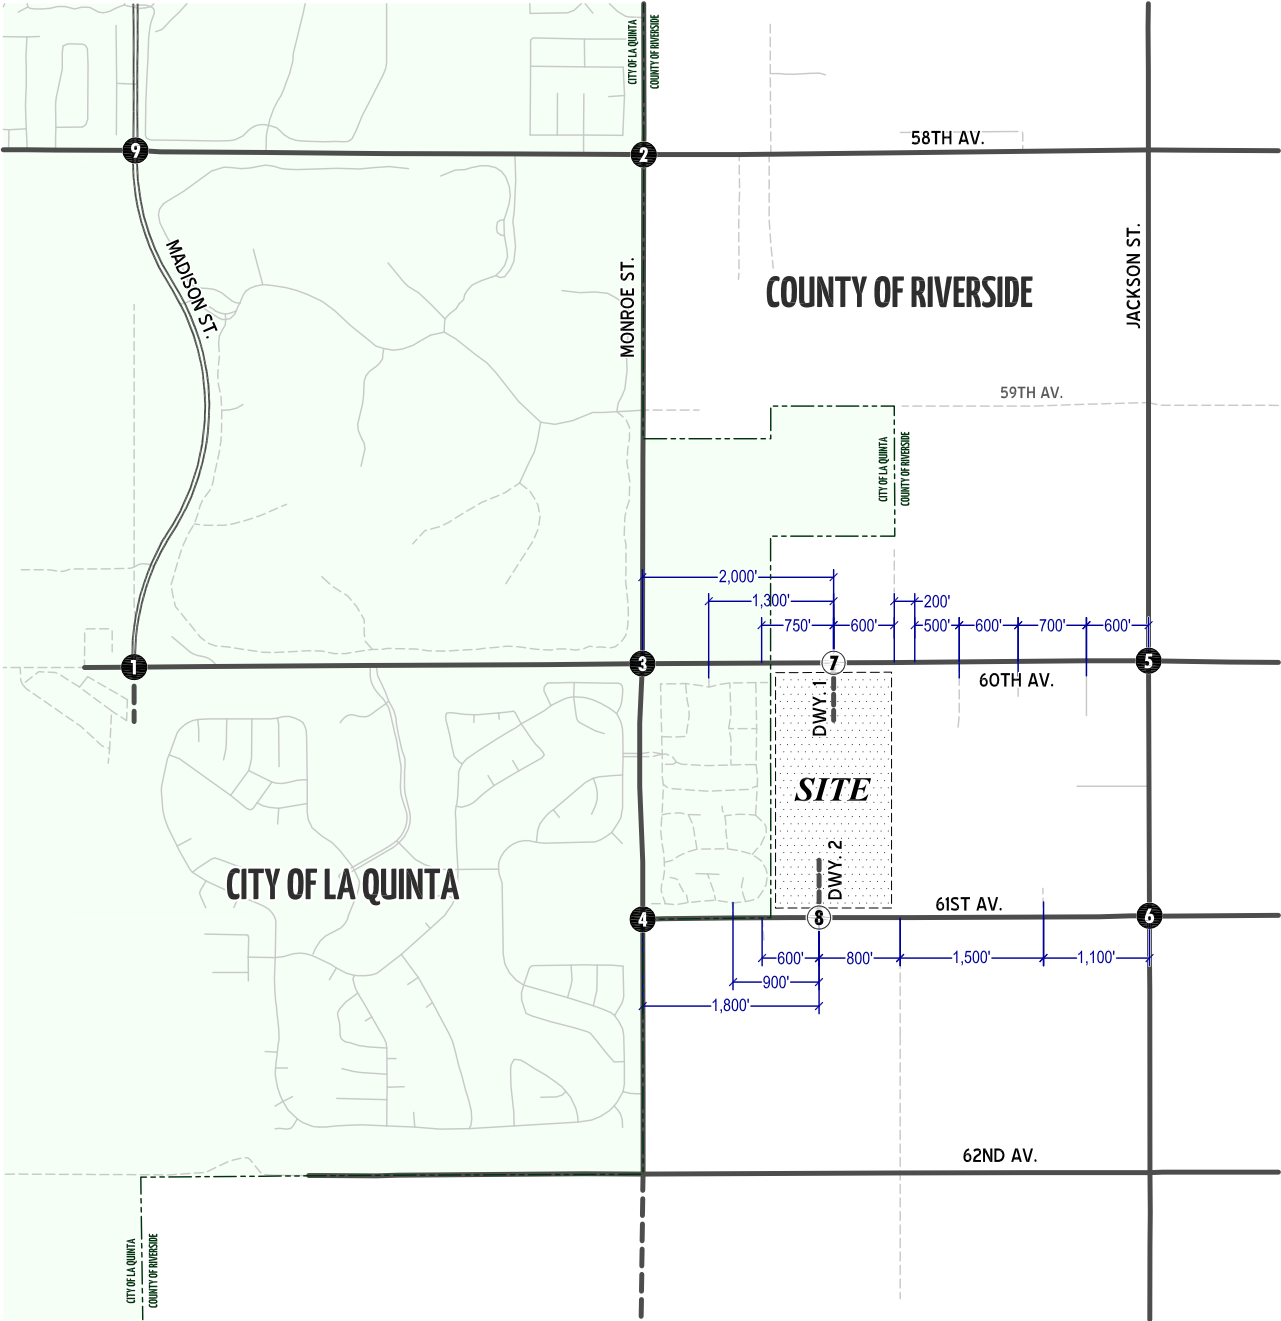 CITY OF LA QUINTA
COUNTY OF RIVERSIDE
9
2
58TH AV.
MADISON ST.
MONROE ST.
JACKSON ST.
COUNTY OF RIVERSIDE
59TH AV.
CITY OF LA QUINTA
COUNTY OF RIVERSIDE
2,000'
1,300'
200'
750'
600'
500'
600'
700'
600'
1
3
7
5
60TH AV.
DWY. 1
SITE
DWY. 2
CITY OF LA QUINTA
61ST AV.
4
8
6
600'
800'
1,500'
1,100'
900'
1,800'
62ND AV.
CITY OF LA QUINTA
COUNTY OF RIVERSIDE